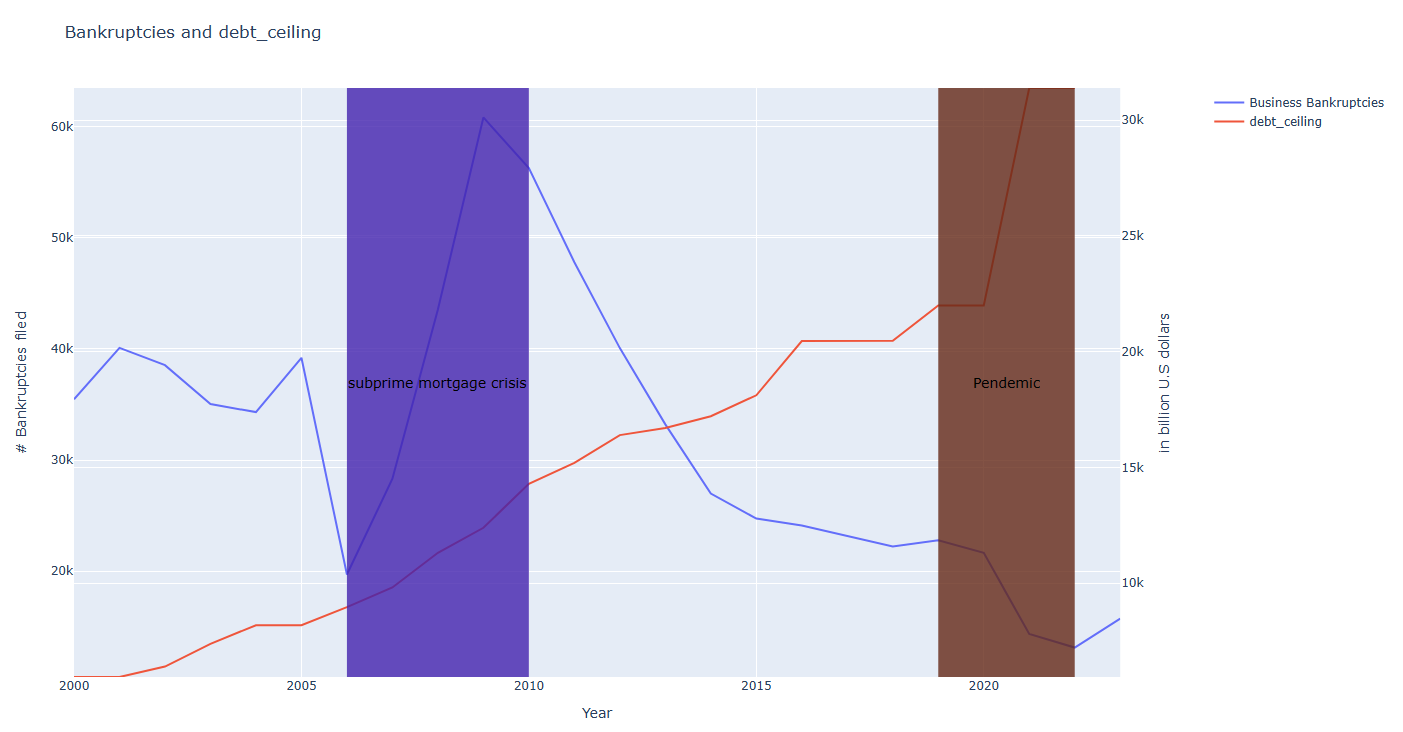 Bankruptcies and debt_ceiling
Business Bankruptcies
debt_ceiling
60k
50k
40k
30k
20k
# Bankruptcies filed
30k
25k
20k
15k
10k
in billion U.S dollars
subprime mortgage crisis
Pendemic
2000
2005
2010
2015
2020
Year